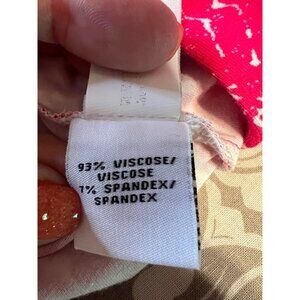 93% VISCOSE/
VISCOSE
7% SPANDEX/
SPANDEX